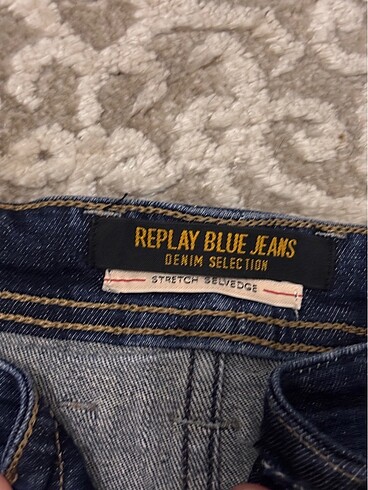 REPLAY BLUE JEANS
DENIM SELECTION
STRETCH SELVEDGE